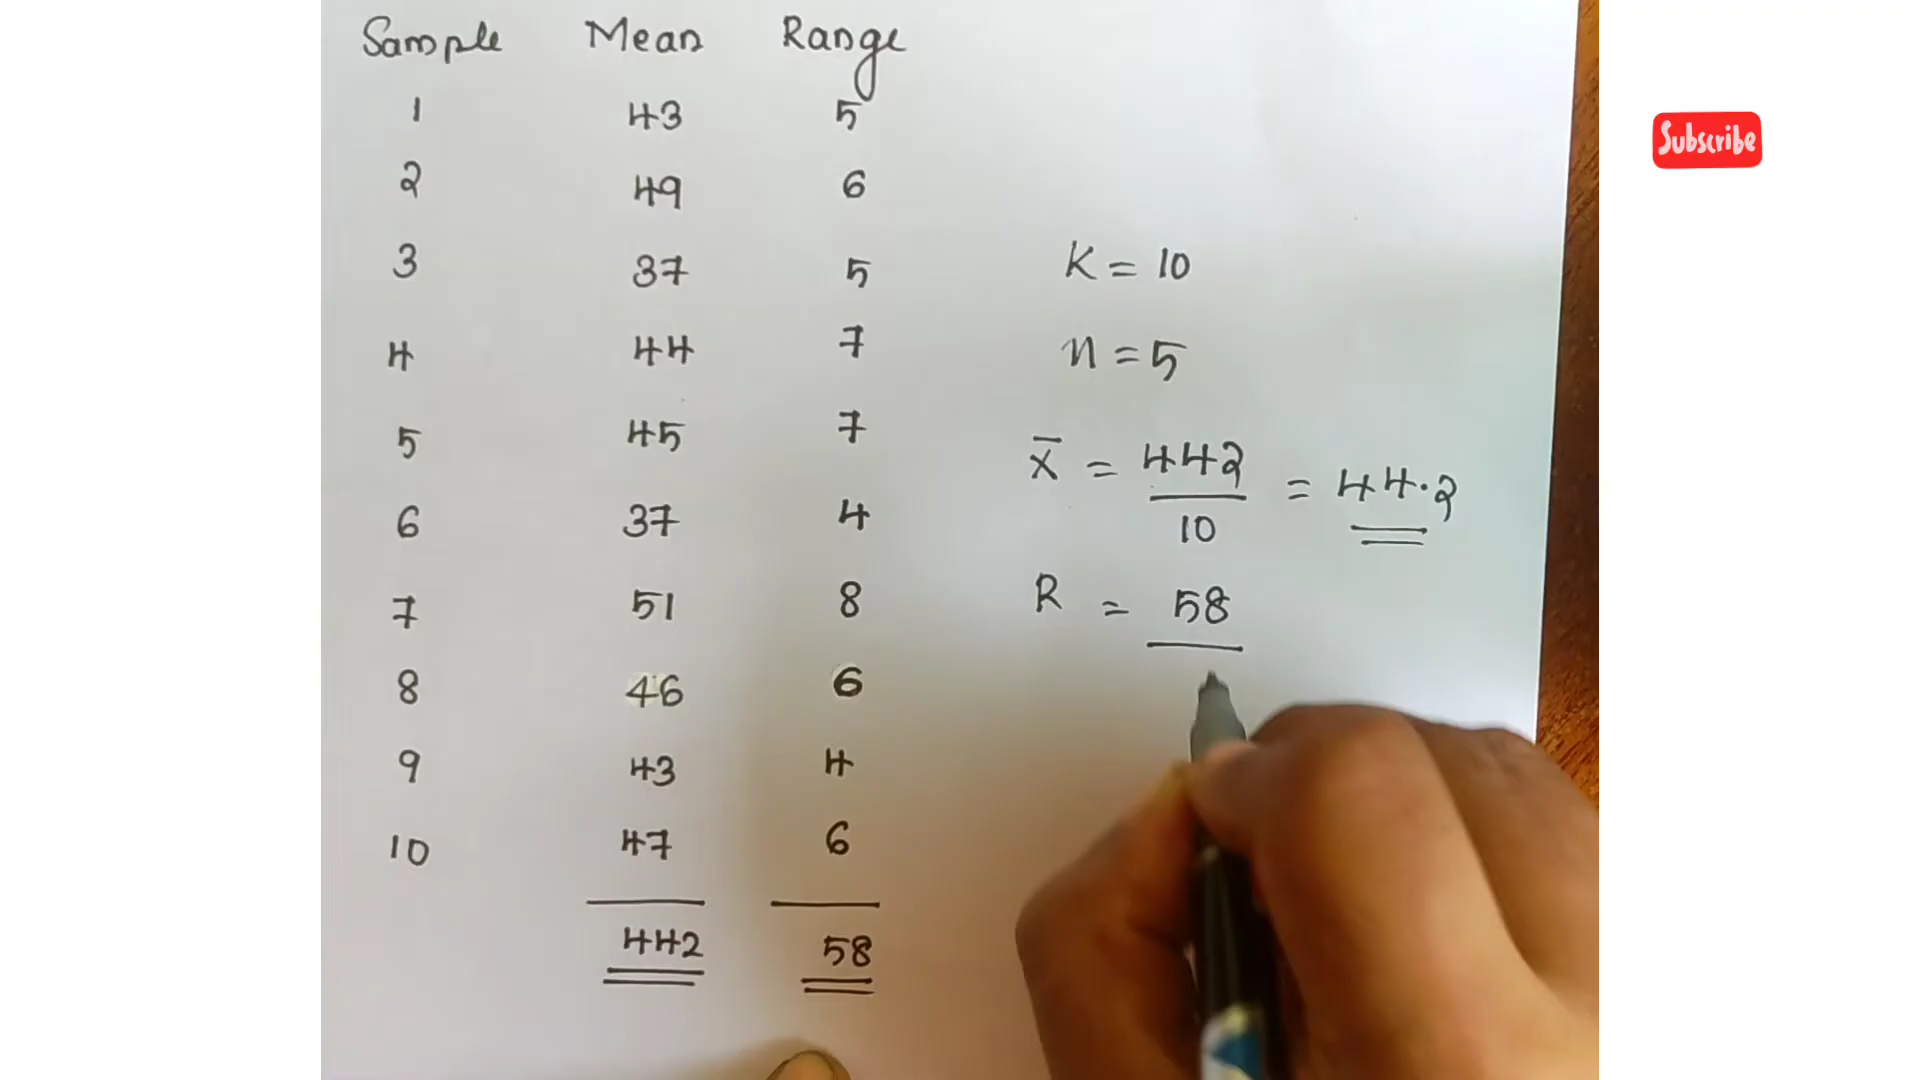 Sample Mean Range
1 43 5
2 49 6
3 37 5
4 44 7
5 45 7
6 37 4
7 51 8
8 46 6
9 43 4
10 47 6
442 58
K = 10
n = 5
X̄ = 442/10 = 44.2
R = 58
Subscribe